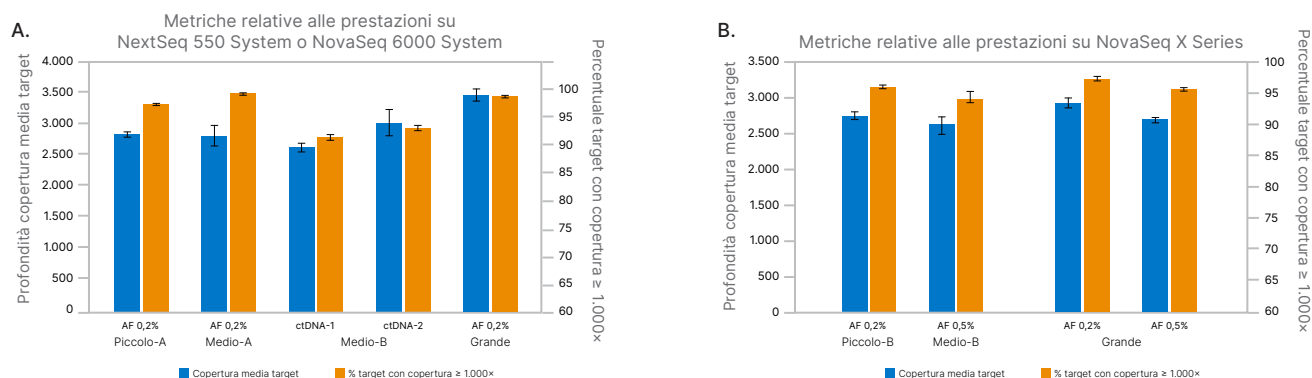 A.
Metriche relative alle prestazioni su
NextSeq 550 System o NovaSeq 6000 System
Profondità copertura media target
4.000
3.500
3.000
2.500
2.000
1.500
1.000
500
0
Percentuale target con copertura ≥ 1.000×
100
95
90
85
80
75
70
65
60
AF 0,2% AF 0,2% ctDNA-1 ctDNA-2 AF 0,2%
Piccolo-A Medio-A Medio-B Grande
Copertura media target % target con copertura ≥ 1.000×
B.
Metriche relative alle prestazioni su NovaSeq X Series
Profondità copertura media target
3.500
3.000
2.500
2.000
1.500
1.000
500
0
Percentuale target con copertura ≥ 1.000×
100
95
90
85
80
75
70
65
60
AF 0,2% AF 0,5% AF 0,2% AF 0,5%
Piccolo-B Medio-B Grande
Copertura media target % target con copertura ≥ 1.000×